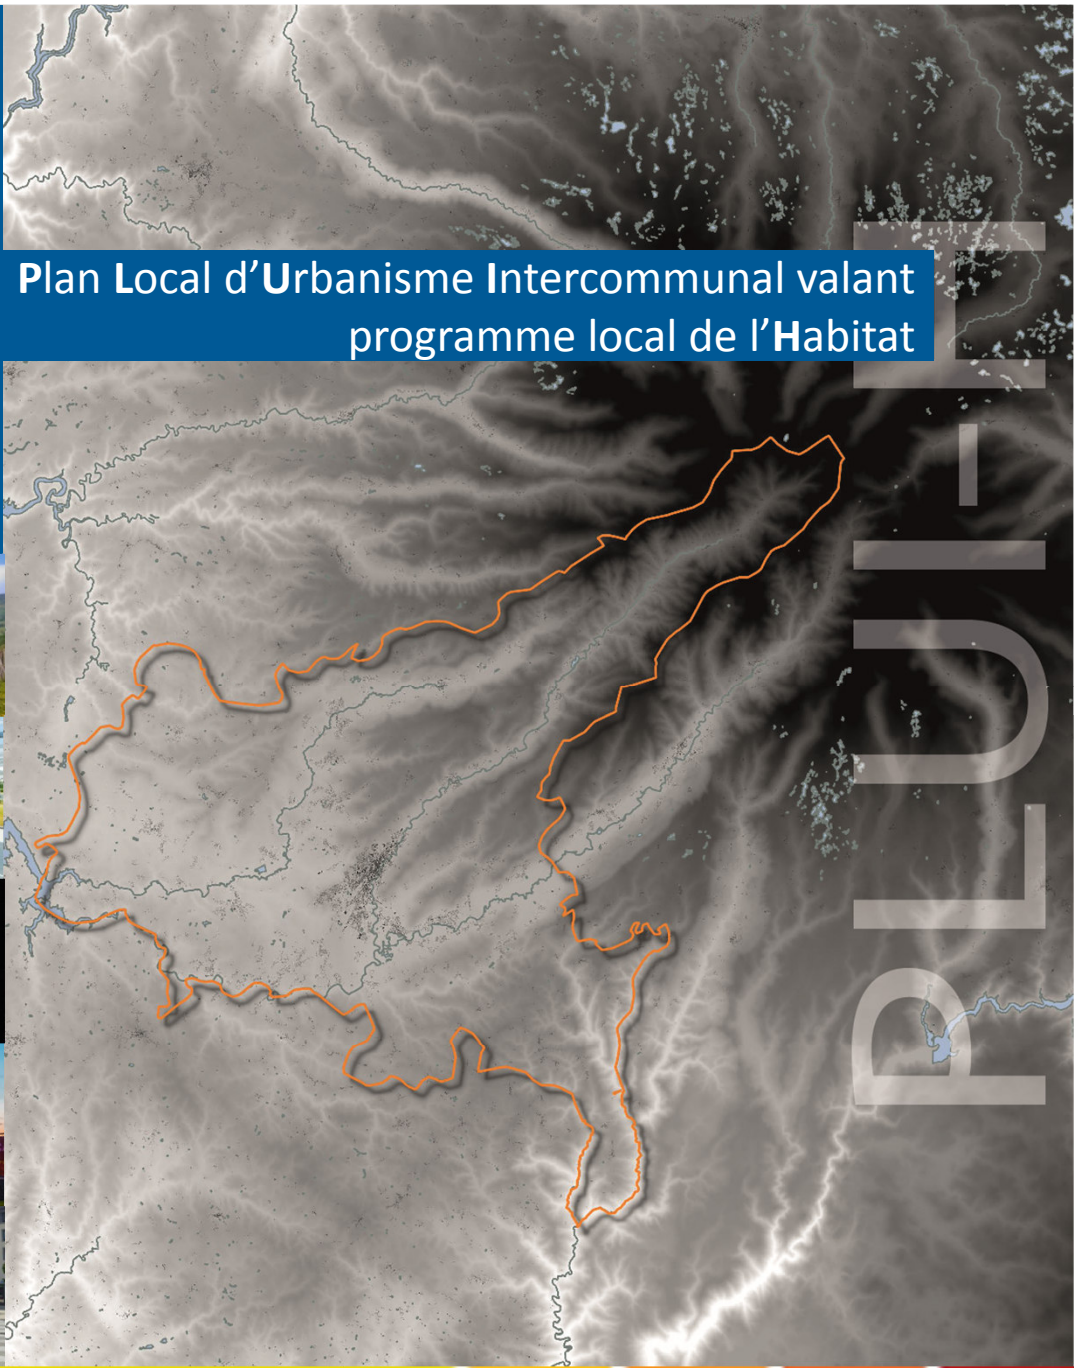 Plan Local d’Urbanisme Intercommunal valant
programme local de l’Habitat
PLUI-H